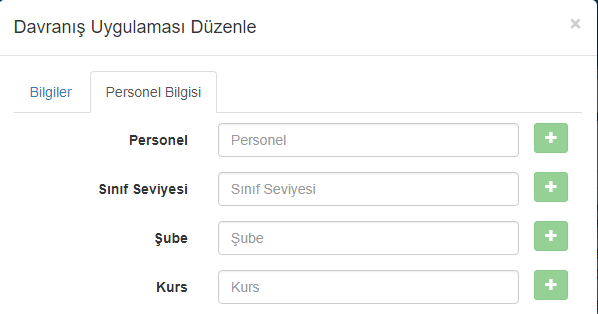 Davranış Uygulaması Düzenle ×
Bilgiler Personel Bilgisi
Personel Personel +
Sınıf Seviyesi Sınıf Seviyesi +
Şube Şube +
Kurs Kurs +